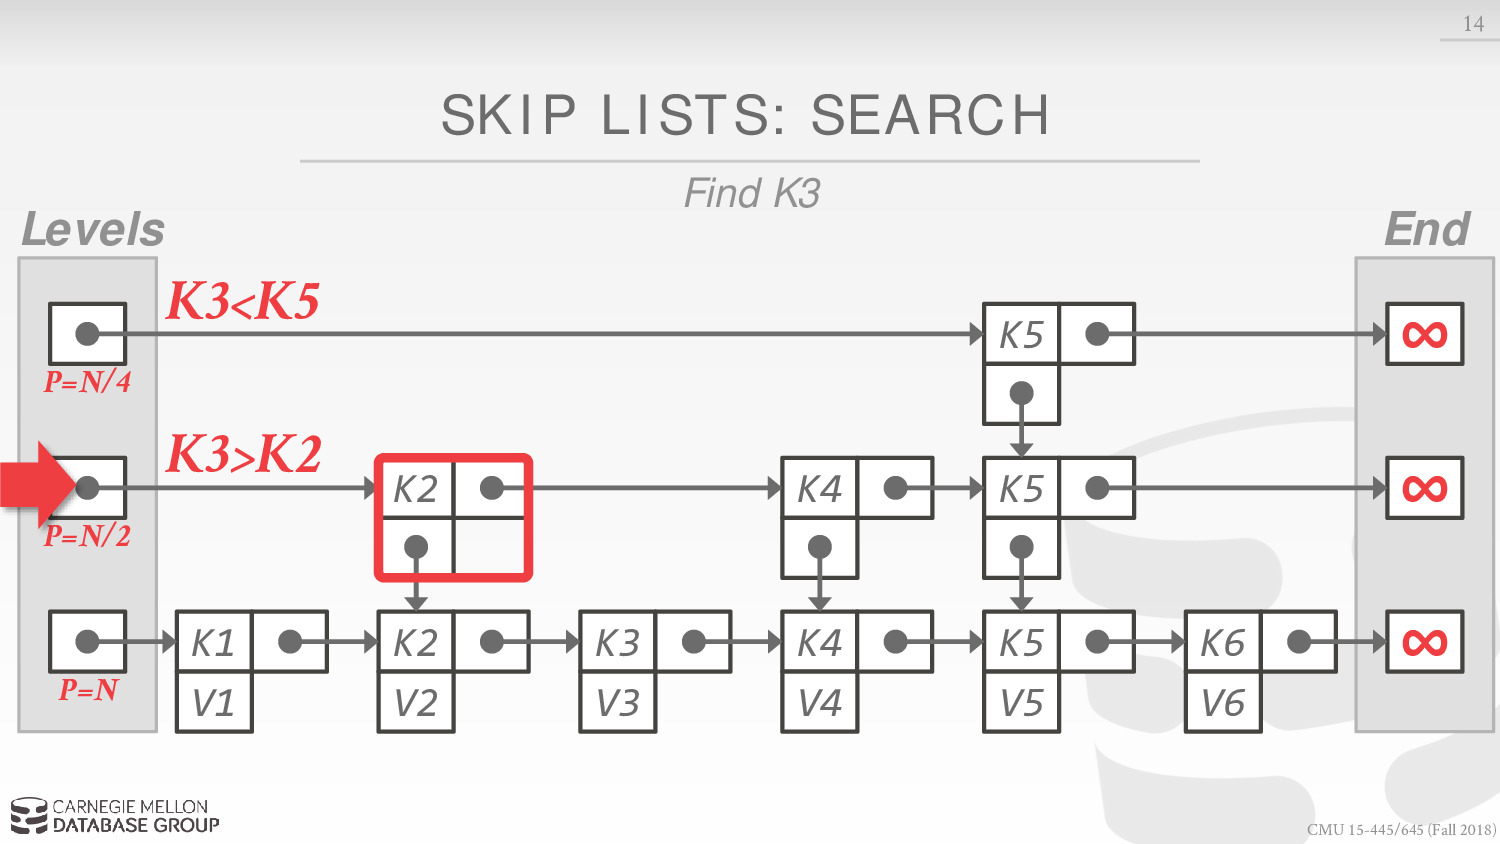 14
SKIP LISTS: SEARCH
Find K3
Levels
End
K3<K5
K5
∞
P=N/4
K3>K2
K2
K4
K5
∞
P=N/2
K1
K2
K3
K4
K5
K6
∞
P=N
V1
V2
V3
V4
V5
V6
CARNEGIE MELLON
DATABASE GROUP
CMU 15-445/645 (Fall 2018)